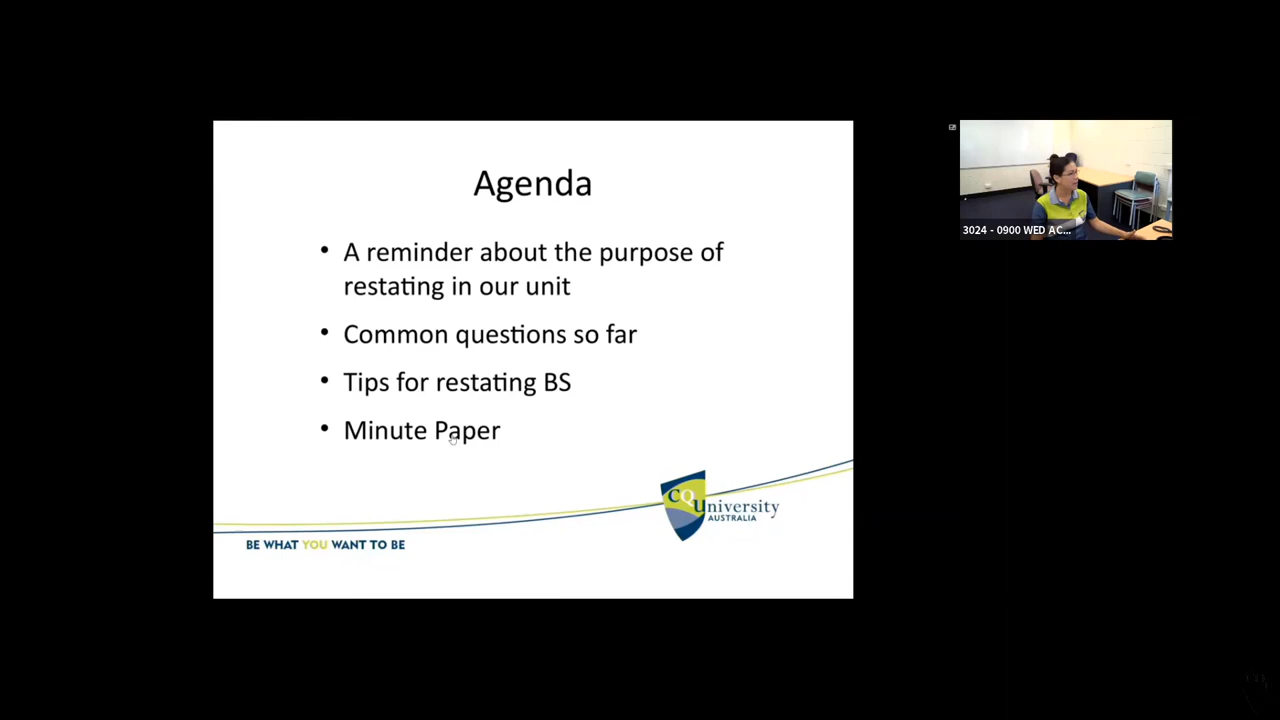 Agenda
• A reminder about the purpose of
restating in our unit
• Common questions so far
• Tips for restating BS
• Minute Paper
CQUniversity
AUSTRALIA
BE WHAT YOU WANT TO BE
3024 - 0900 WED AC...